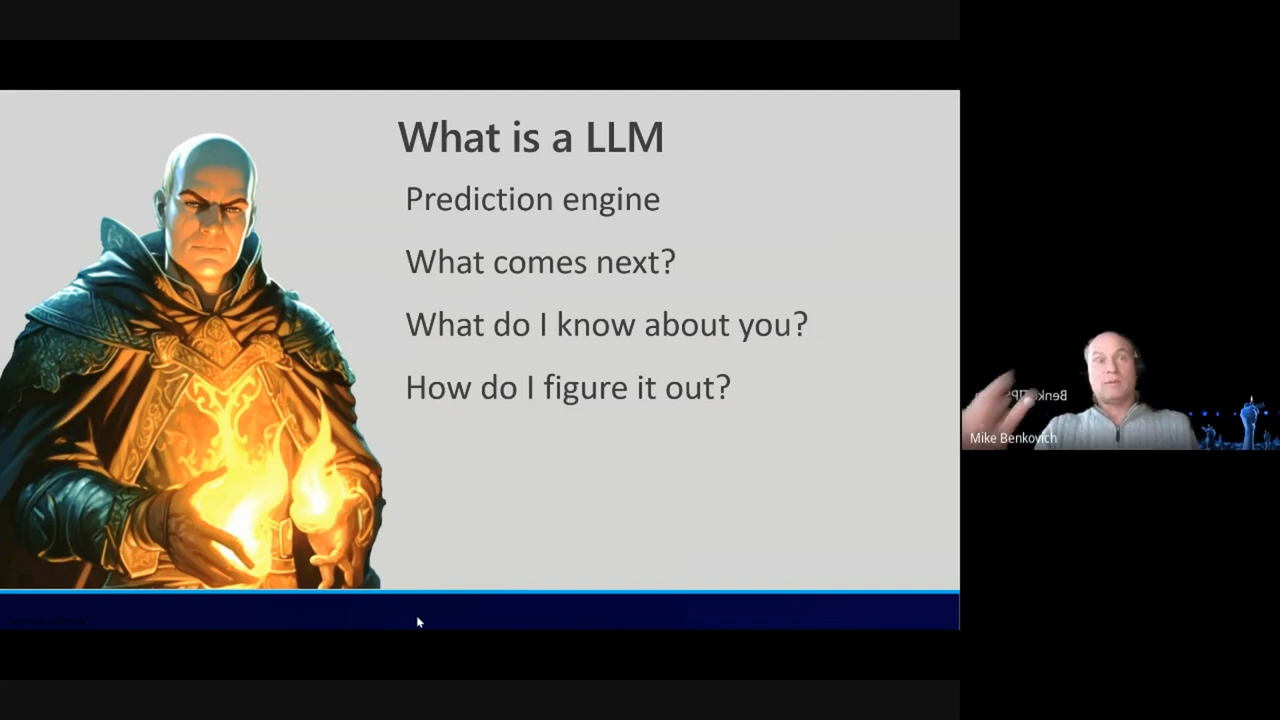 What is a LLM
Prediction engine
What comes next?
What do I know about you?
How do I figure it out?
Mike Benkovich